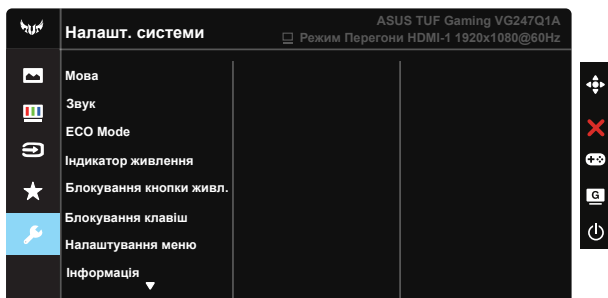 Налашт. системи
ASUS TUF Gaming VG247Q1A
Режим Перегони HDMI-1 1920x1080@60Hz
Мова
Звук
ECO Mode
Індикатор живлення
Блокування кнопки живл.
Блокування клавіш
Налаштування меню
Інформація
G